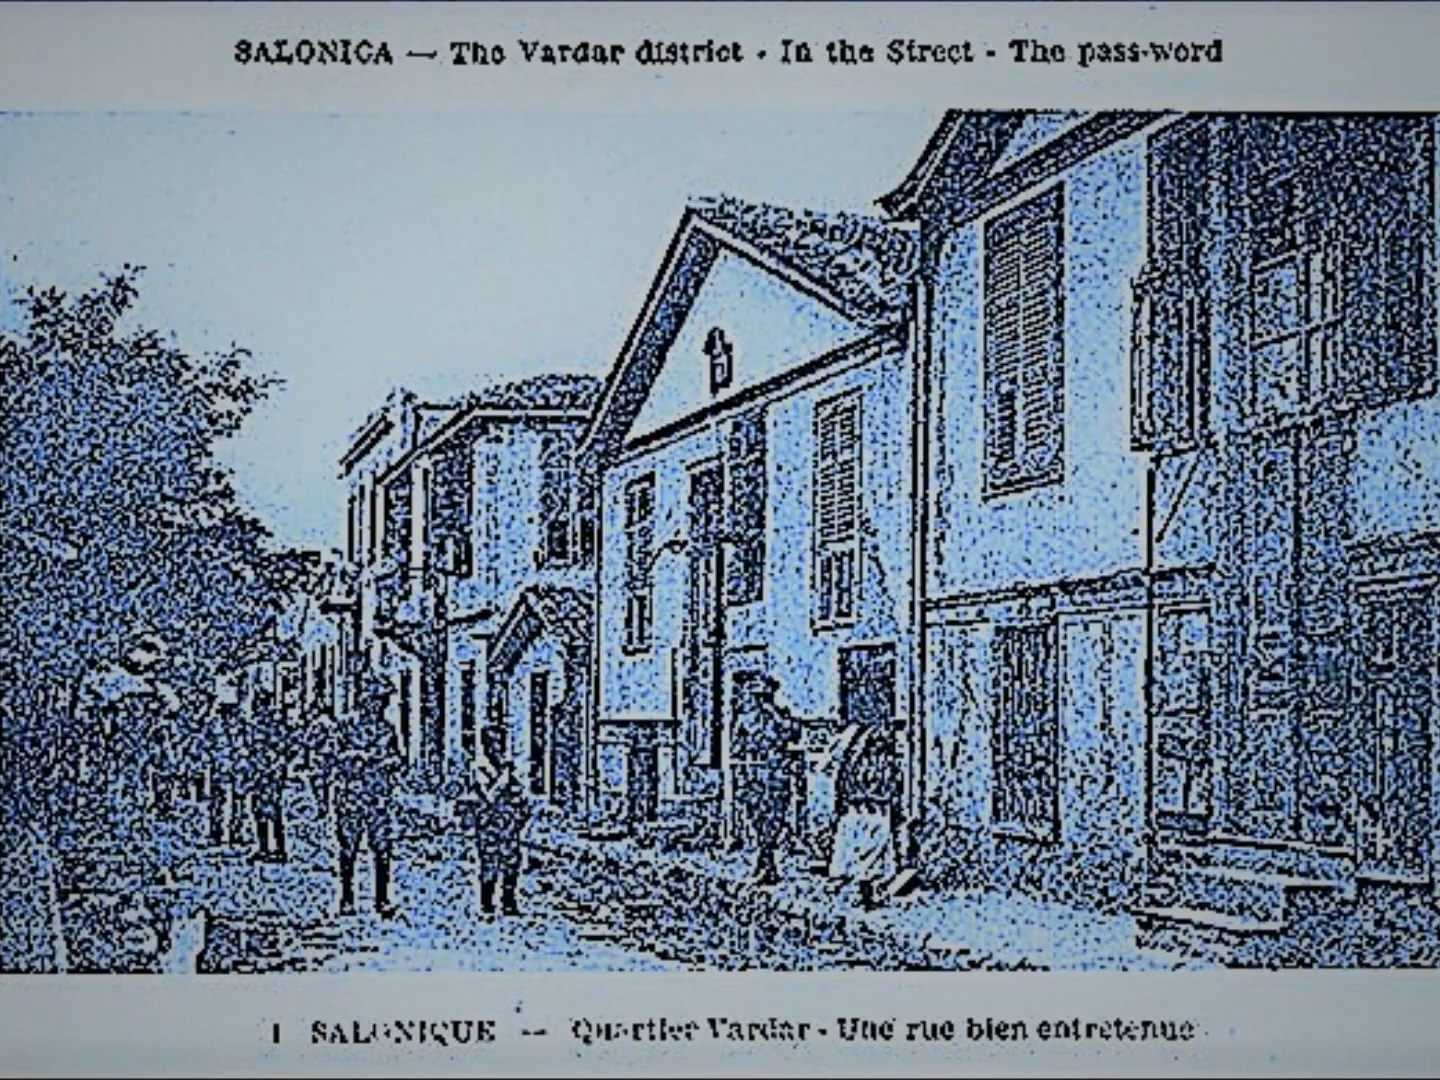 SALONICA — The Vardar district - In the Street - The pass-word
1 SALONIQUE — Quartier Vardar - Une rue bien entretenue